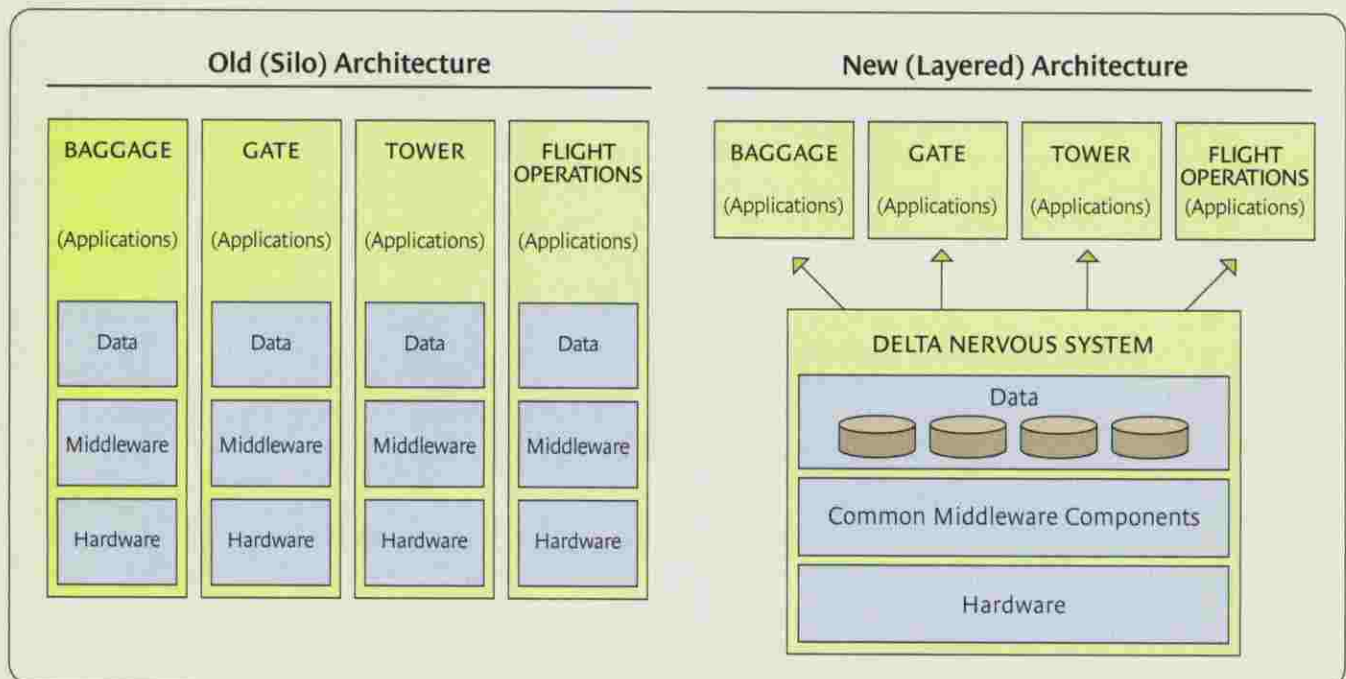 Old (Silo) Architecture
BAGGAGE
(Applications)
Data
Middleware
Hardware
GATE
(Applications)
Data
Middleware
Hardware
TOWER
(Applications)
Data
Middleware
Hardware
FLIGHT
OPERATIONS
(Applications)
Data
Middleware
Hardware
New (Layered) Architecture
BAGGAGE
(Applications)
GATE
(Applications)
TOWER
(Applications)
FLIGHT
OPERATIONS
(Applications)
DELTA NERVOUS SYSTEM
Data
Common Middleware Components
Hardware